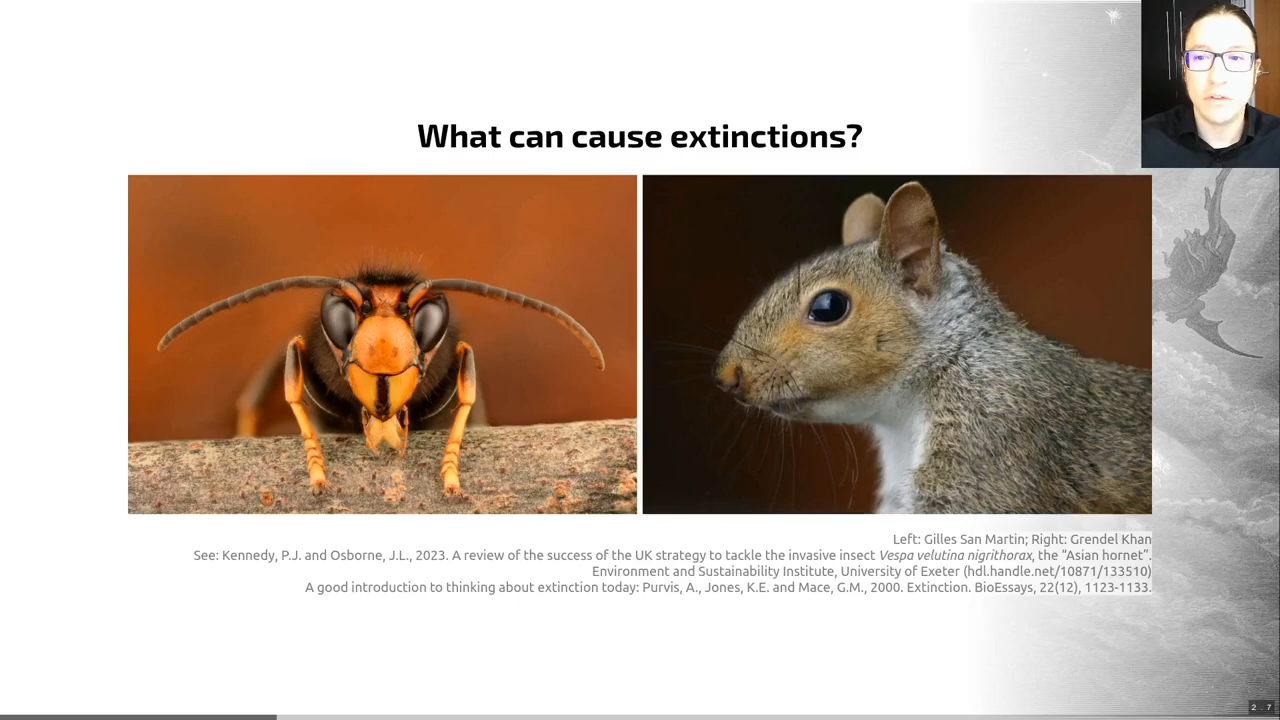 What can cause extinctions?
Left: Gilles San Martin; Right: Grendel Khan
See: Kennedy, P.J. and Osborne, J.L., 2023. A review of the success of the UK strategy to tackle the invasive insect Vespa velutina nigrithorax, the “Asian hornet”.
Environment and Sustainability Institute, University of Exeter (hdl.handle.net/10871/133510)
A good introduction to thinking about extinction today: Purvis, A., Jones, K.E. and Mace, G.M., 2000. Extinction. BioEssays, 22(12), 1123-1133.
2 . 7